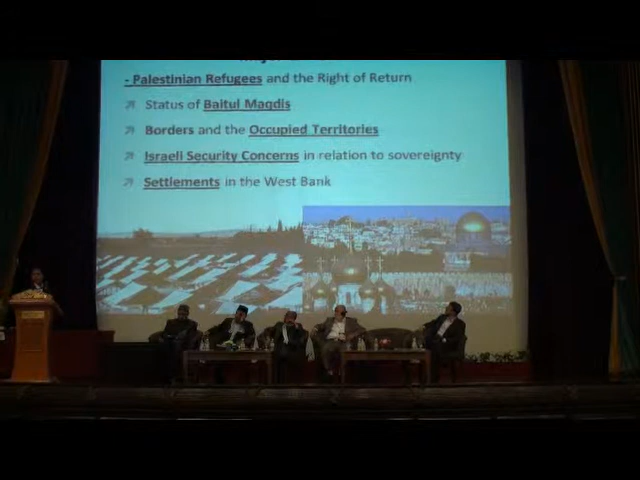 - Palestinian Refugees and the Right of Return
Status of Baitul Maqdis
Borders and the Occupied Territories
Israeli Security Concerns in relation to sovereignty
Settlements in the West Bank